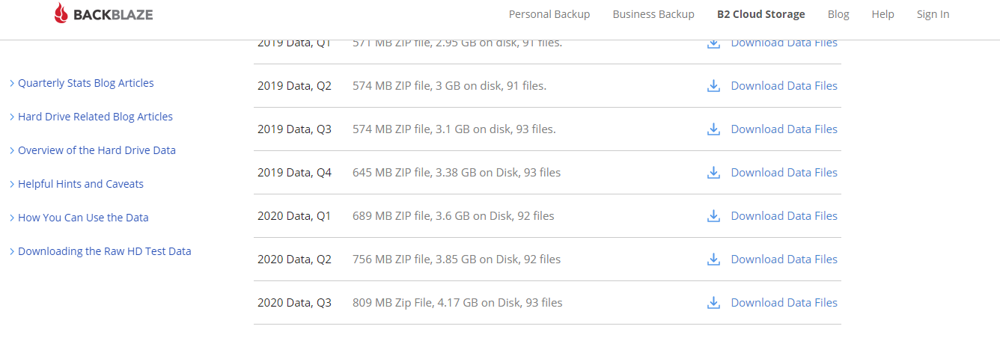 BACKBLAZE
Personal Backup Business Backup B2 Cloud Storage Blog Help Sign In
Quarterly Stats Blog Articles
Hard Drive Related Blog Articles
Overview of the Hard Drive Data
Helpful Hints and Caveats
How You Can Use the Data
Downloading the Raw HD Test Data
2019 Data, Q1 571 MB ZIP file, 2.95 GB on disk, 91 files. Download Data Files
2019 Data, Q2 574 MB ZIP file, 3 GB on disk, 91 files. Download Data Files
2019 Data, Q3 574 MB ZIP file, 3.1 GB on disk, 93 files. Download Data Files
2019 Data, Q4 645 MB ZIP file, 3.38 GB on Disk, 93 files Download Data Files
2020 Data, Q1 689 MB ZIP file, 3.6 GB on Disk, 92 files Download Data Files
2020 Data, Q2 756 MB ZIP file, 3.85 GB on Disk, 92 files Download Data Files
2020 Data, Q3 809 MB Zip File, 4.17 GB on Disk, 93 files Download Data Files